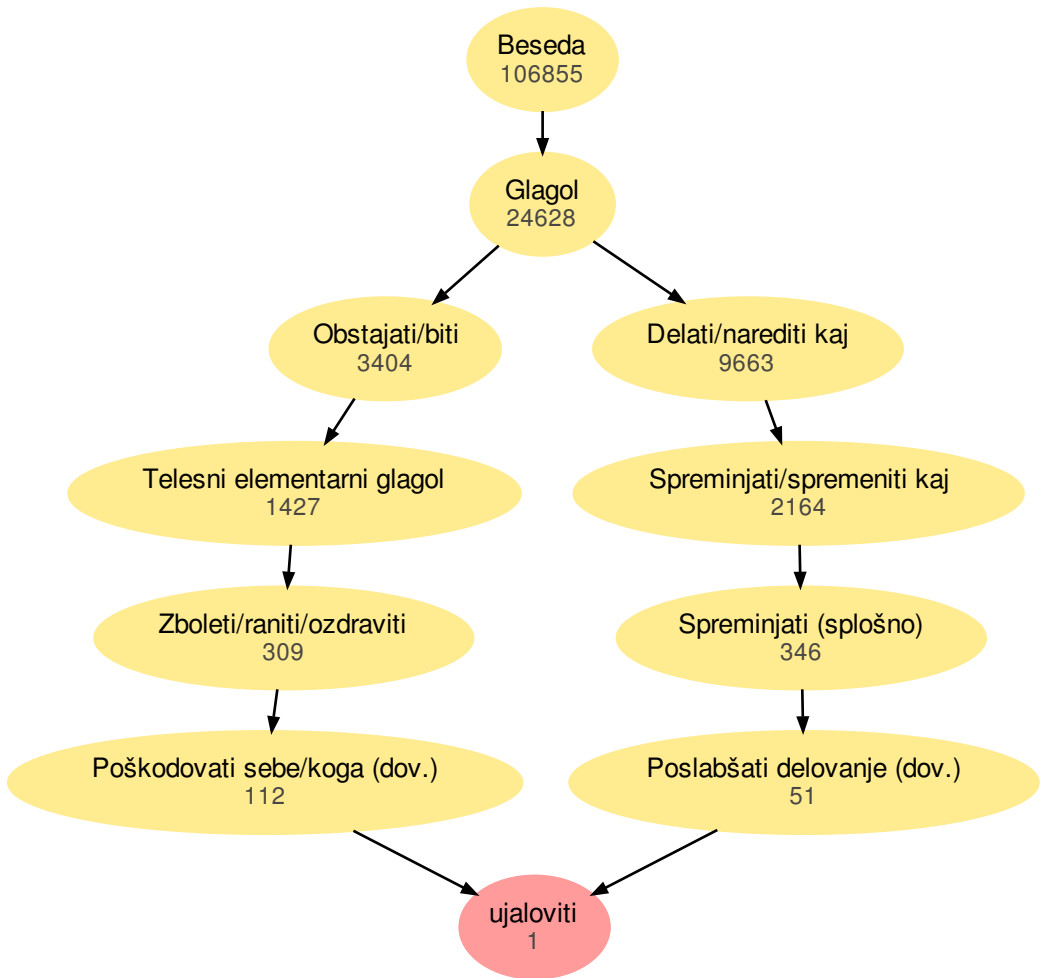 Beseda
106855
Glagol
24628
Obstajati/biti
3404
Delati/narediti kaj
9663
Telesni elementarni glagol
1427
Spreminjati/spremeniti kaj
2164
Zboleti/raniti/ozdraviti
309
Spreminjati (splošno)
346
Poškodovati sebe/koga (dov.)
112
Poslabšati delovanje (dov.)
51
ujaloviti
1